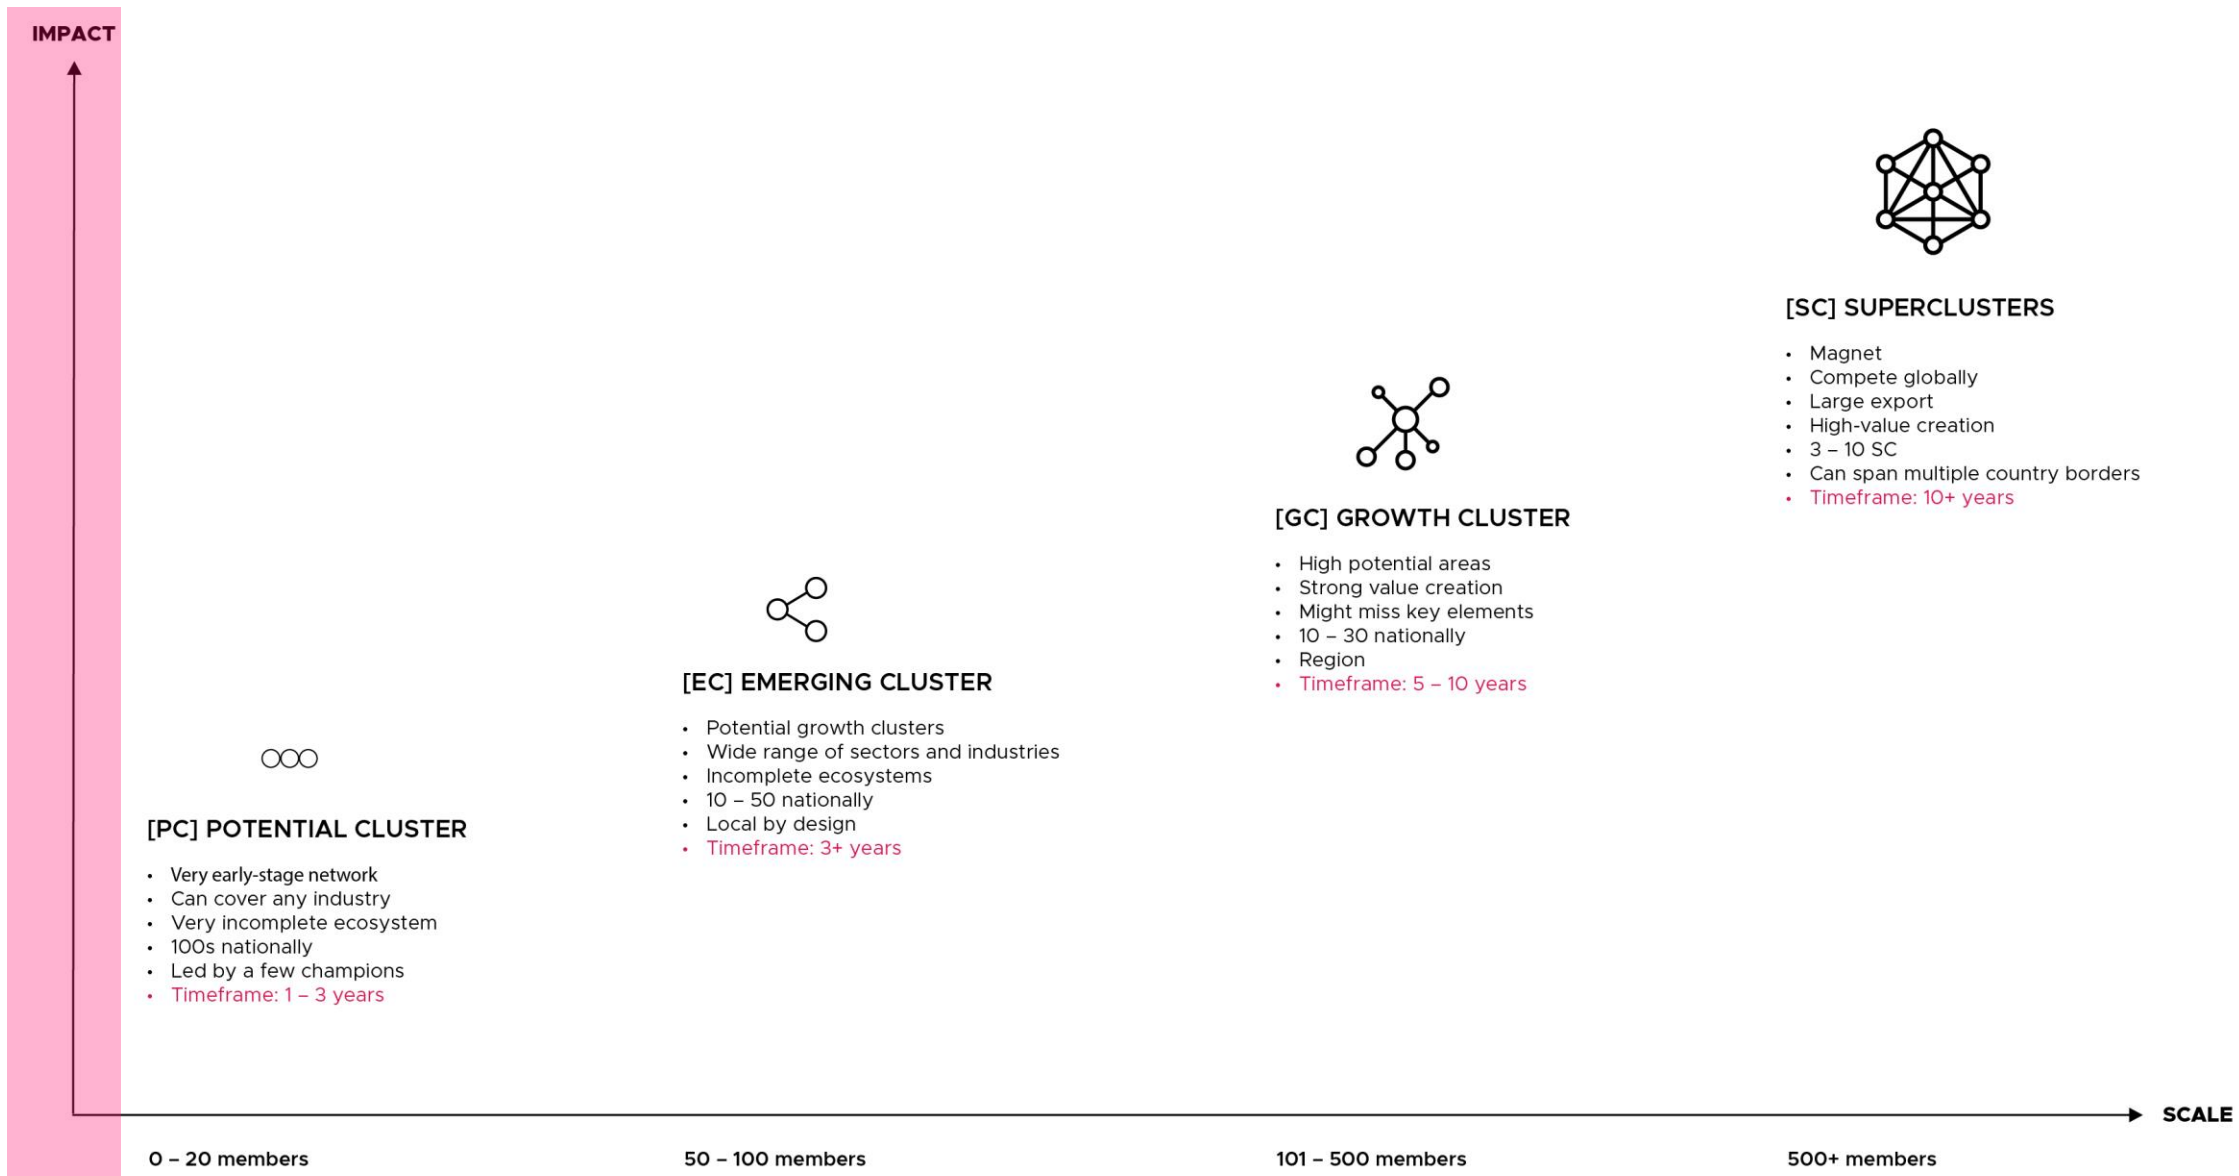 IMPACT
[SC] SUPERCLUSTERS
• Magnet
• Compete globally
• Large export
• High-value creation
• 3 – 10 SC
• Can span multiple country borders
• Timeframe: 10+ years
[GC] GROWTH CLUSTER
• High potential areas
• Strong value creation
• Might miss key elements
• 10 – 30 nationally
• Region
• Timeframe: 5 – 10 years
[EC] EMERGING CLUSTER
• Potential growth clusters
• Wide range of sectors and industries
• Incomplete ecosystems
• 10 – 50 nationally
• Local by design
• Timeframe: 3+ years
[PC] POTENTIAL CLUSTER
• Very early-stage network
• Can cover any industry
• Very incomplete ecosystem
• 100s nationally
• Led by a few champions
• Timeframe: 1 – 3 years
SCALE
0 – 20 members
50 – 100 members
101 – 500 members
500+ members